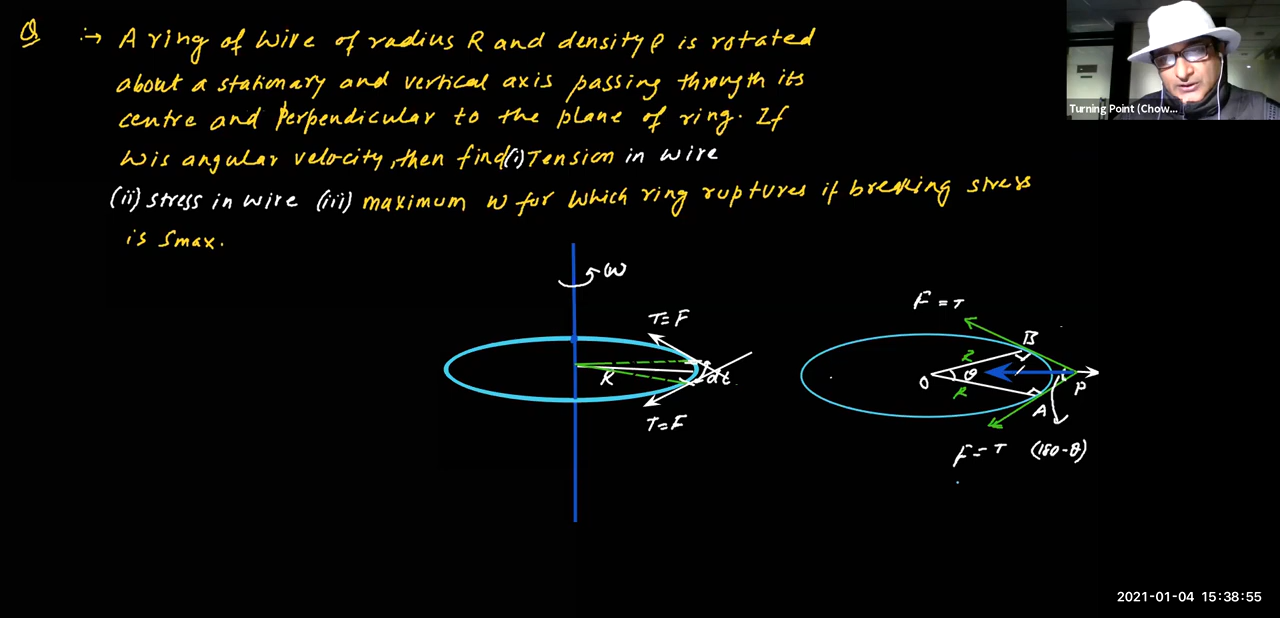 Q :→ A ring of wire of radius R and density ρ is rotated
about a stationary and vertical axis passing through its
centre and Perpendicular to the plane of ring. If
W is angular velocity, then find (i) Tension in wire
(ii) stress in wire (iii) maximum w for which ring ruptures if breaking stress
is Smax.
Turning Point (Chow...
ω
T=F
R
dl
T=F
F=T
B
R
O
θ
R
P
A
F=T (180-θ)
2021-01-04 15:38:55